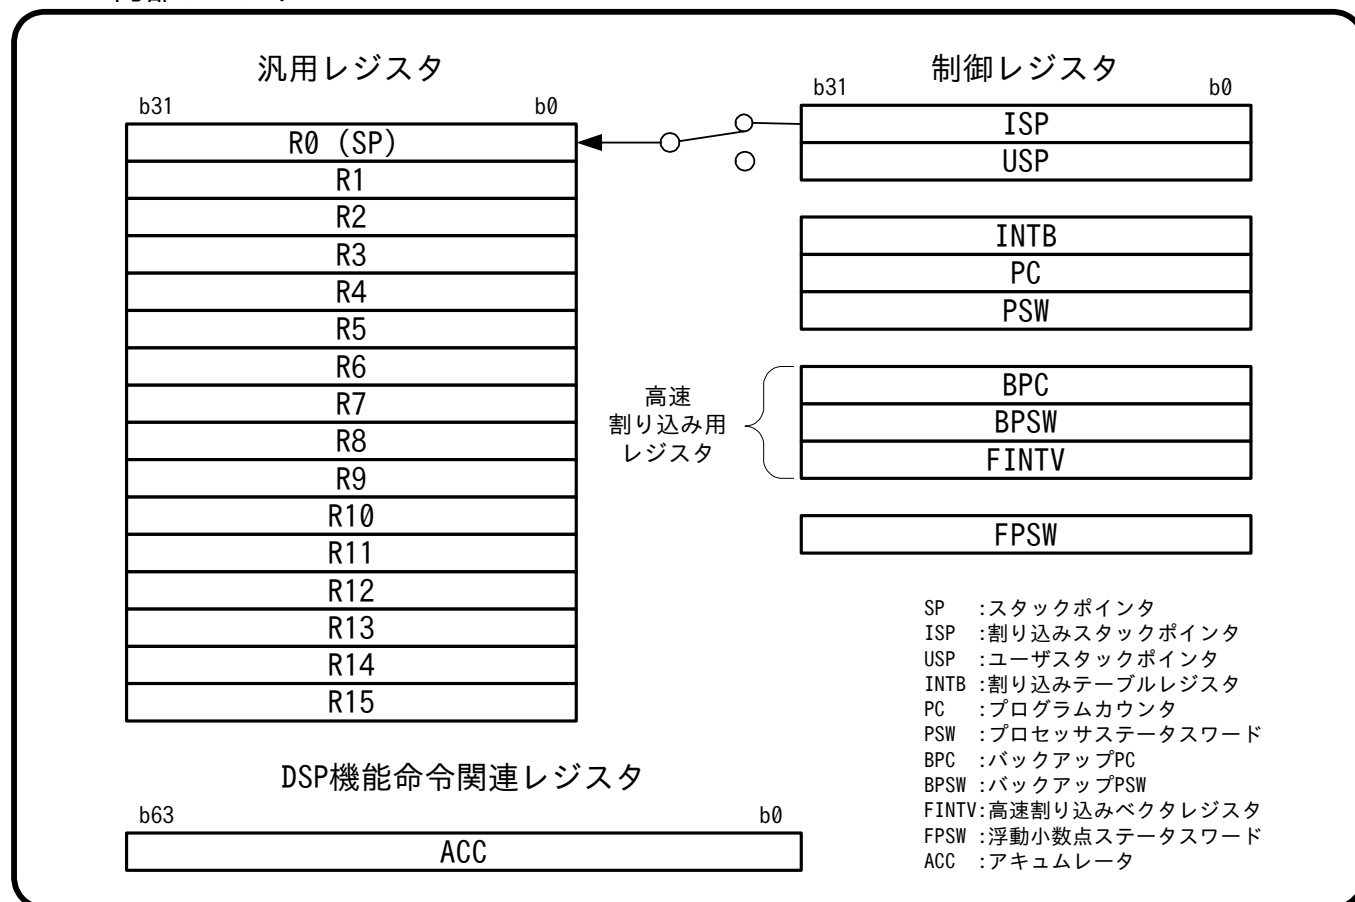 汎用レジスタ
b31 b0
R0 (SP)
R1
R2
R3
R4
R5
R6
R7
R8
R9
R10
R11
R12
R13
R14
R15
制御レジスタ
b31 b0
ISP
USP
INTB
PC
PSW
高速
割り込み用
レジスタ
BPC
BPSW
FINTV
FPSW
SP :スタックポインタ
ISP :割り込みスタックポインタ
USP :ユーザスタックポインタ
INTB :割り込みテーブルレジスタ
PC :プログラムカウンタ
PSW :プロセッサステータスワード
BPC :バックアップPC
BPSW :バックアップPSW
FINTV:高速割り込みベクタレジスタ
FPSW :浮動小数点ステータスワード
ACC :アキュムレータ
DSP機能命令関連レジスタ
b63 b0
ACC